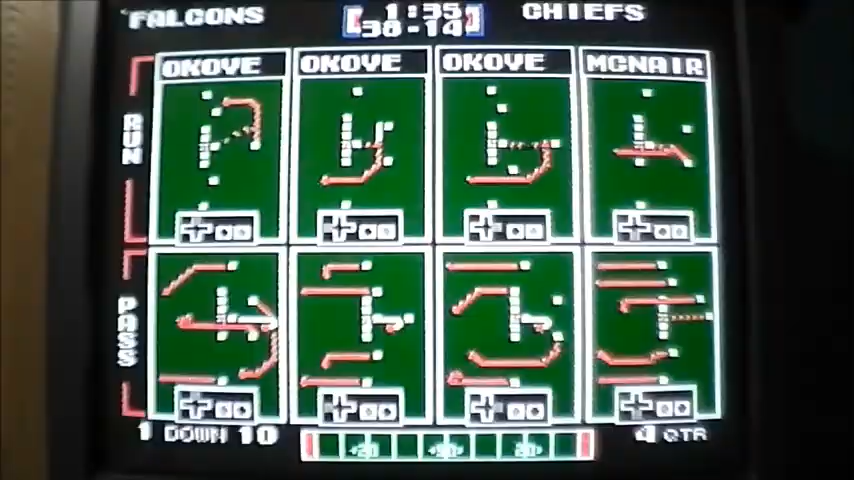 FALCONS 1:35 CHIEFS
38-14
OKOYE OKOYE OKOYE MCNAIR
RUN
PASS
1 DOWN 10 4 QTR